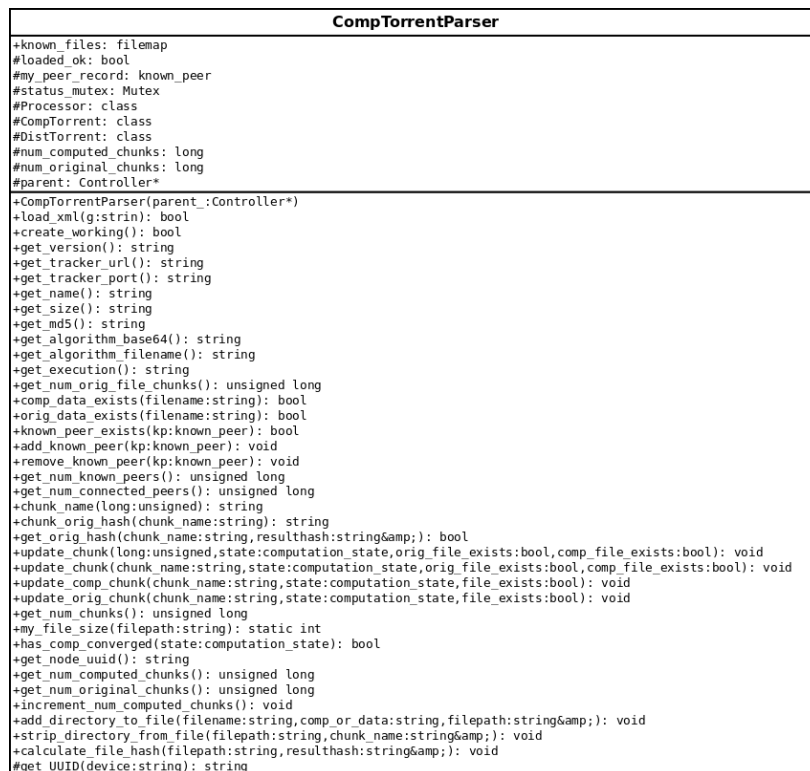 CompTorrentParser
+known_files: filemap
#loaded_ok: bool
#my_peer_record: known_peer
#status_mutex: Mutex
#Processor: class
#CompTorrent: class
#DistTorrent: class
#num_computed_chunks: long
#num_original_chunks: long
#parent: Controller*
+CompTorrentParser(parent_:Controller*)
+load_xml(g:strin): bool
+create_working(): bool
+get_version(): string
+get_tracker_url(): string
+get_tracker_port(): string
+get_name(): string
+get_size(): string
+get_md5(): string
+get_algorithm_base64(): string
+get_algorithm_filename(): string
+get_execution(): string
+get_num_orig_file_chunks(): unsigned long
+comp_data_exists(filename:string): bool
+orig_data_exists(filename:string): bool
+known_peer_exists(kp:known_peer): bool
+add_known_peer(kp:known_peer): void
+remove_known_peer(kp:known_peer): void
+get_num_known_peers(): unsigned long
+get_num_connected_peers(): unsigned long
+chunk_name(long:unsigned): string
+chunk_orig_hash(chunk_name:string): string
+get_orig_hash(chunk_name:string,resulthash:string&amp;): bool
+update_chunk(long:unsigned,state:computation_state,orig_file_exists:bool,comp_file_exists:bool): void
+update_chunk(chunk_name:string,state:computation_state,orig_file_exists:bool,comp_file_exists:bool): void
+update_comp_chunk(chunk_name:string,state:computation_state,file_exists:bool): void
+update_orig_chunk(chunk_name:string,state:computation_state,file_exists:bool): void
+get_num_chunks(): unsigned long
+my_file_size(filepath:string): static int
+has_comp_converged(state:computation_state): bool
+get_node_uuid(): string
+get_num_computed_chunks(): unsigned long
+get_num_original_chunks(): unsigned long
+increment_num_computed_chunks(): void
+add_directory_to_file(filename:string,comp_or_data:string,filepath:string&amp;): void
+strip_directory_from_file(filepath:string,chunk_name:string&amp;): void
+calculate_file_hash(filepath:string,resulthash:string&amp;): void
#get_UUID(device:string): string